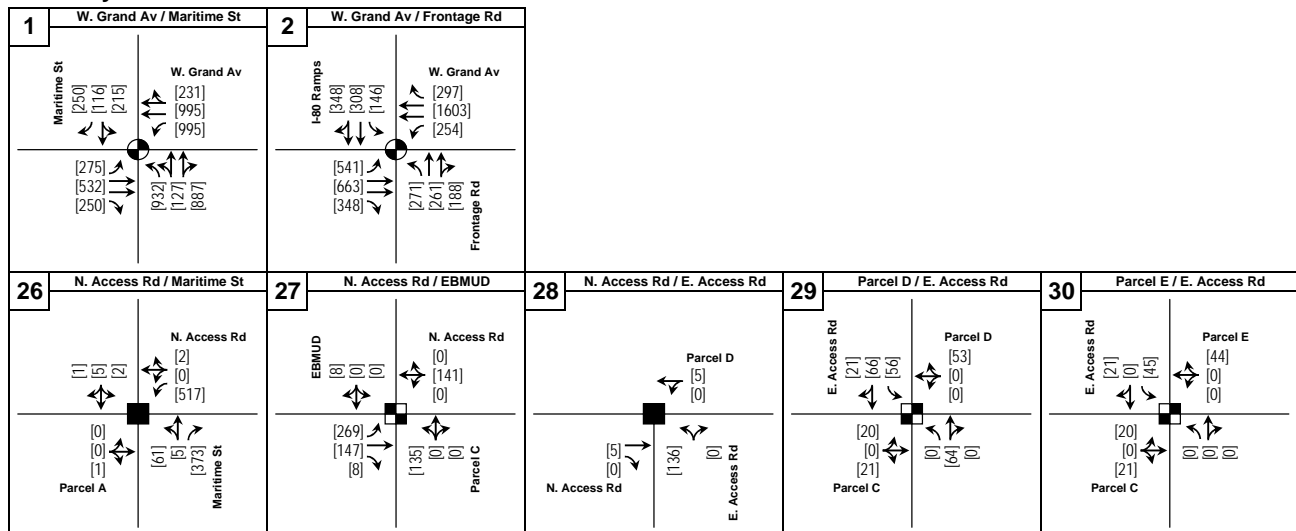 1 W. Grand Av / Maritime St
Maritime St
[250] [116] [215]
W. Grand Av
[231]
[995]
[995]
[275]
[532]
[250]
[932] [127] [887]
2 W. Grand Av / Frontage Rd
I-80 Ramps
[348] [308] [146]
W. Grand Av
[297]
[1603]
[254]
[541]
[663]
[348]
[271] [261] [188]
Frontage Rd
26 N. Access Rd / Maritime St
[1] [5] [2]
N. Access Rd
[2]
[0]
[517]
[0]
[0]
[1]
Parcel A
[61] [5] [373]
Maritime St
27 N. Access Rd / EBMUD
EBMUD
[8] [0] [0]
N. Access Rd
[0]
[141]
[0]
[269]
[147]
[8]
[135] [0] [0]
Parcel C
28 N. Access Rd / E. Access Rd
Parcel D
[5]
[0]
[5]
[0]
N. Access Rd
[136] [0]
E. Access Rd
29 Parcel D / E. Access Rd
E. Access Rd
[21] [66] [56]
Parcel D
[53]
[0]
[0]
[20]
[0]
[21]
Parcel C
[0] [64] [0]
30 Parcel E / E. Access Rd
E. Access Rd
[21] [0] [45]
Parcel E
[44]
[0]
[0]
[20]
[0]
[21]
Parcel C
[0] [0] [0]